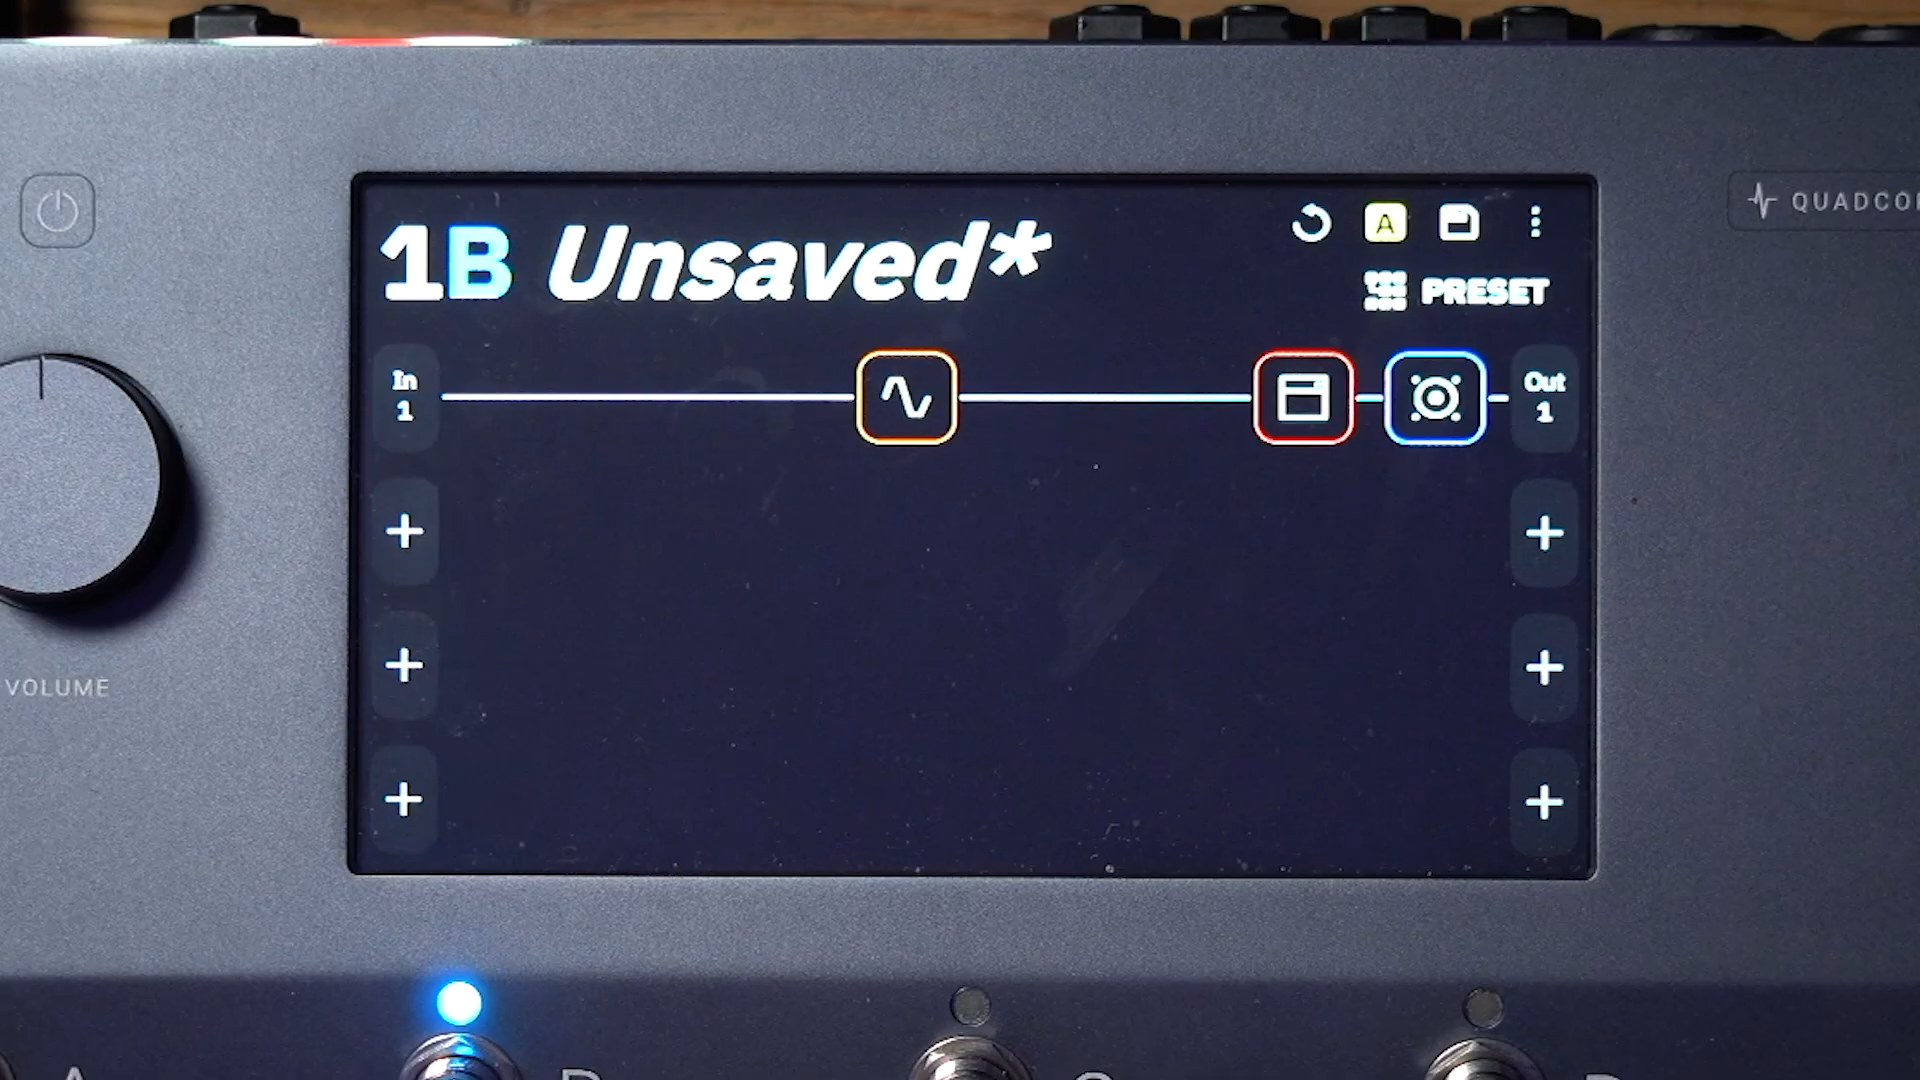 1B Unsaved*
A
PRESET
QUADCO
In
1
Out
1
VOLUME